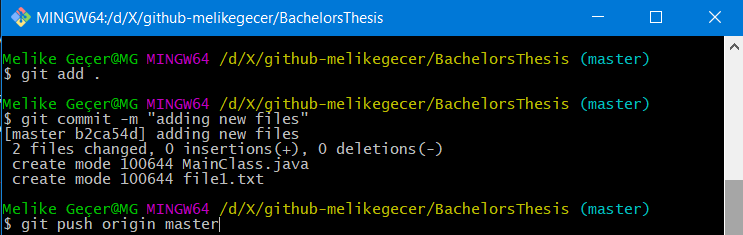 MINGW64:/d/X/github-melikegecer/BachelorsThesis
Melike Geçer@MG MINGW64 /d/X/github-melikegecer/BachelorsThesis (master)
$ git add .
Melike Geçer@MG MINGW64 /d/X/github-melikegecer/BachelorsThesis (master)
$ git commit -m "adding new files"
[master b2ca54d] adding new files
 2 files changed, 0 insertions(+), 0 deletions(-)
 create mode 100644 MainClass.java
 create mode 100644 file1.txt
Melike Geçer@MG MINGW64 /d/X/github-melikegecer/BachelorsThesis (master)
$ git push origin master